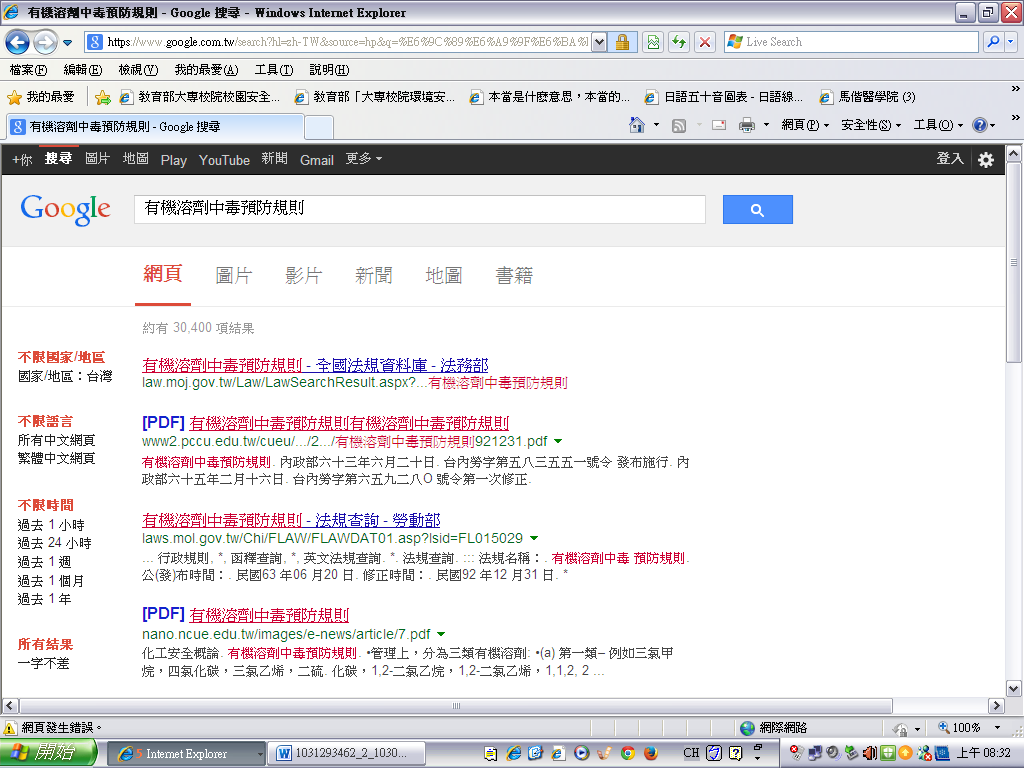 有機溶劑中毒預防規則 - Google 搜尋 - Windows Internet Explorer
https://www.google.com.tw/search?hl=zh-TW&source=hp&q=%E6%9C%89%E6%A9%9F%E6%BA%
Live Search
檔案(F) 編輯(E) 檢視(V) 我的最愛(A) 工具(T) 說明(H)
我的最愛 教育部大專校院校園安全... 教育部「大專校院環境安... 本當是什麼意思，本當的... 日語五十音圖表 - 日語線... 馬偕醫學院 (3)
有機溶劑中毒預防規則 - Google 搜尋
網頁(P) 安全性(S) 工具(O)
+你 搜尋 圖片 地圖 Play YouTube 新聞 Gmail 更多 登入
Google 有機溶劑中毒預防規則
網頁 圖片 影片 新聞 地圖 書籍
約有 30,400 項結果
不限國家/地區
國家/地區：台灣
不限語言
所有中文網頁
繁體中文網頁
不限時間
過去 1 小時
過去 24 小時
過去 1 週
過去 1 個月
過去 1 年
所有結果
一字不差
有機溶劑中毒預防規則 - 全國法規資料庫 - 法務部
law.moj.gov.tw/Law/LawSearchResult.aspx?...有機溶劑中毒預防規則
[PDF] 有機溶劑中毒預防規則有機溶劑中毒預防規則
www2.pccu.edu.tw/cueu/.../2.../有機溶劑中毒預防規則921231.pdf
有機溶劑中毒預防規則. 內政部六十三年六月二十日. 台內勞字第五八三五五一號令 發布施行. 內
政部六十五年二月十六日. 台內勞字第六五九二八O 號令第一次修正.
有機溶劑中毒預防規則 - 法規查詢 - 勞動部
laws.mol.gov.tw/Chi/FLAW/FLAWDAT01.asp?lsid=FL015029
... 行政規則, *, 函釋查詢, *, 英文法規查詢. *. 法規查詢. ::: 法規名稱：. 有機溶劑中毒 預防規則.
公(發)布時間：. 民國63 年06 月20 日. 修正時間：. 民國92 年12 月31 日. *
[PDF] 有機溶劑中毒預防規則
nano.ncue.edu.tw/images/e-news/article/7.pdf
化工安全概論. 有機溶劑中毒預防規則. •管理上，分為三類有機溶劑: •(a) 第一類– 例如三氯甲
烷，四氯化碳，三氯乙烯，二硫. 化碳，1,2-二氯乙烷，1,2-二氯乙烯，1,1,2, 2 ...
網頁發生錯誤。 網際網路 100%
開始 5 Internet Explorer 1031293462_2_1030... CH 上午 08:32